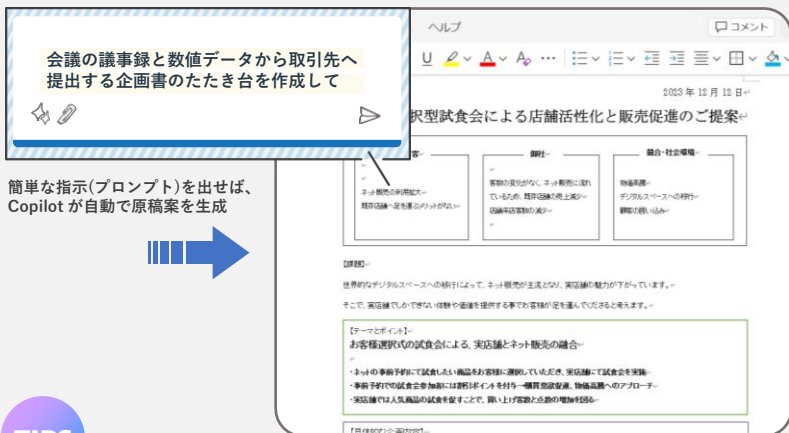 会議の議事録と数値データから取引先へ
提出する企画書のたたき台を作成して
簡単な指示(プロンプト)を出せば、
Copilot が自動で原稿案を生成
TIPS
ヘルプ
コメント
2023 年 12 月 12 日
択型試食会による店舗活性化と販売促進のご提案
客
ネット販売の利用拡大
既存店舗へ足を運ぶメリットがない
御社
客数の変化がなく、ネット販売に流れ
ているため、既存店舗の売上減少
店舗来店客数の減少
競合・社会環境
物価高騰
デジタルスペースへの移行
顧客の囲い込み
【課題】
世界的なデジタルスペースへの移行によって、ネット販売が主流となり、実店舗の魅力が下がっています。
そこで、実店舗でしかできない体験や価値を提供する事でお客様が足を運んでくださると考えます。
【テーマとポイント】
お客様選択式の試食会による、実店舗とネット販売の融合
・ネットの事前予約にて試食したい商品をお客様に選択していただき、実店舗にて試食会を実施
・事前予約での試食会参加者には割引ポイントを付与―購買意欲促進、物価高騰へのアプローチ
・実店舗では人気商品の試食を促すことで、買い上げ客数と点数の増加を図る